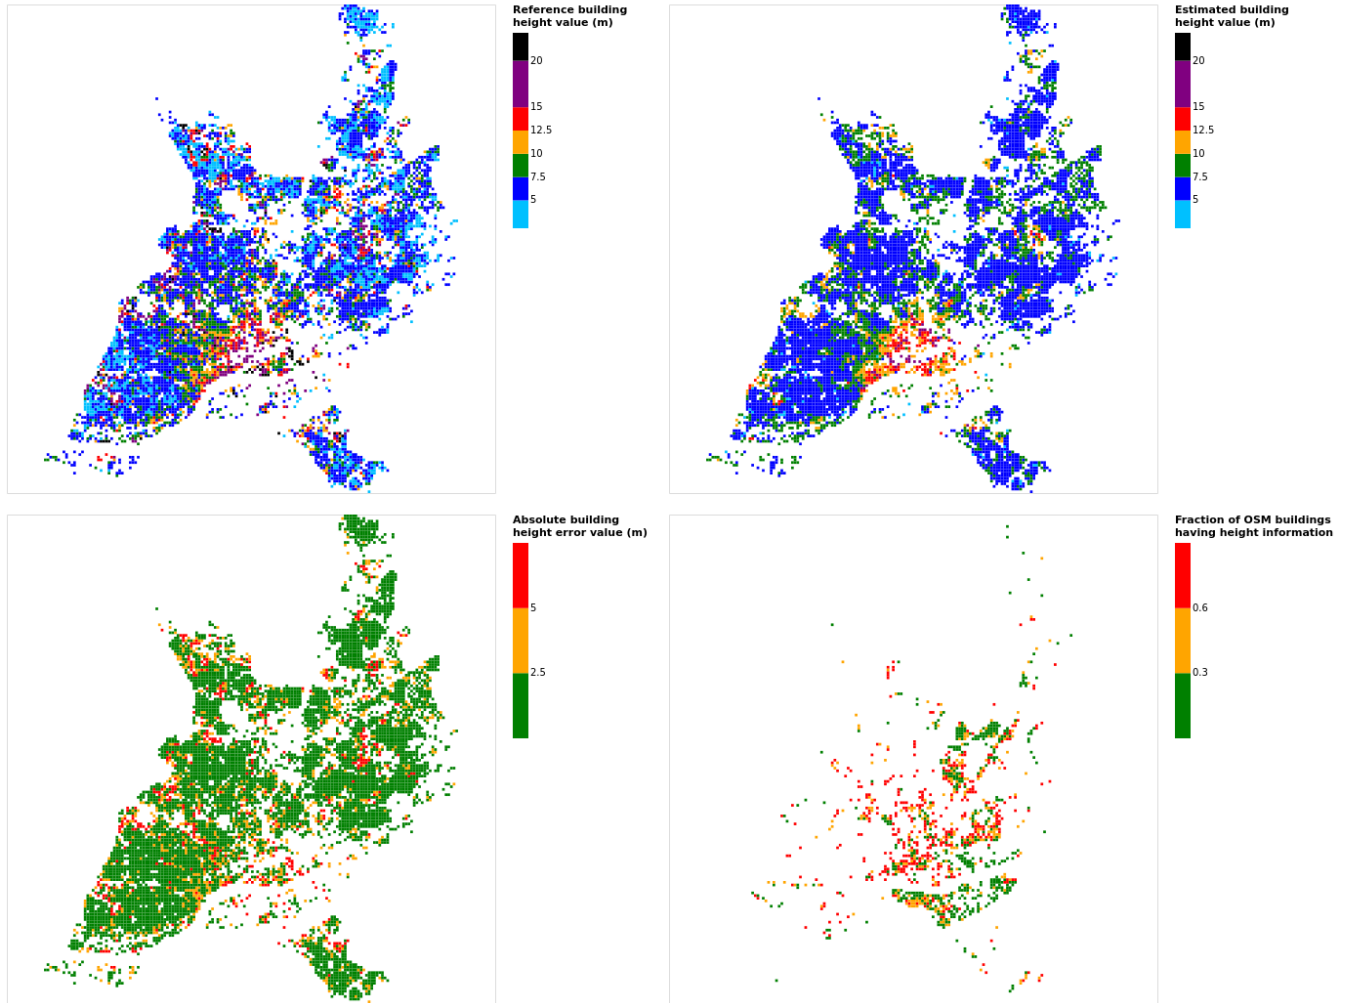 Reference building
height value (m)
20
15
12.5
10
7.5
5
Estimated building
height value (m)
20
15
12.5
10
7.5
5
Absolute building
height error value (m)
5
2.5
Fraction of OSM buildings
having height information
0.6
0.3